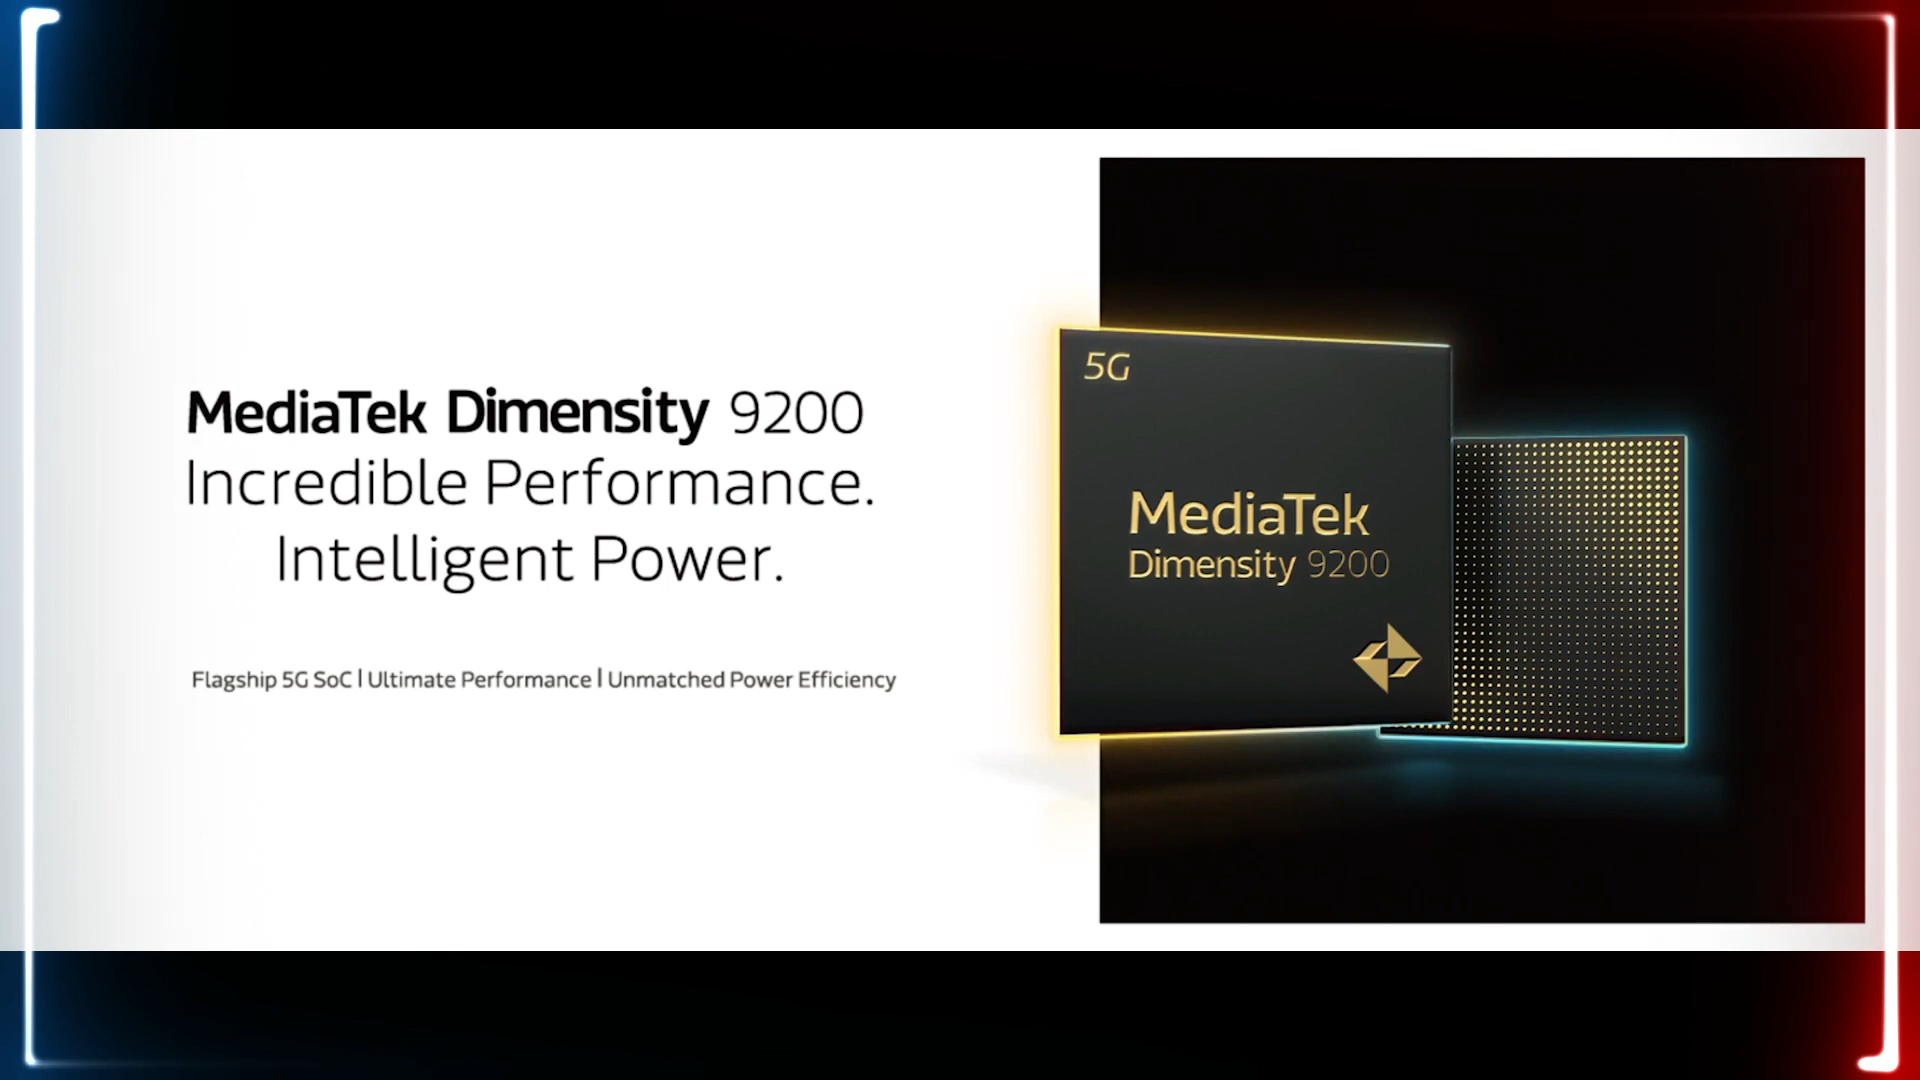 MediaTek Dimensity 9200
Incredible Performance.
Intelligent Power.
Flagship 5G SoC | Ultimate Performance | Unmatched Power Efficiency
5G
MediaTek
Dimensity 9200